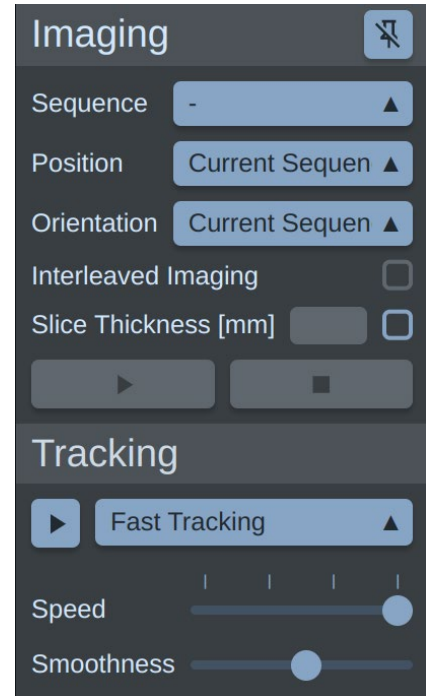 Imaging
Sequence -
Position Current Sequen
Orientation Current Sequen
Interleaved Imaging
Slice Thickness [mm]
Tracking
Fast Tracking
Speed
Smoothness